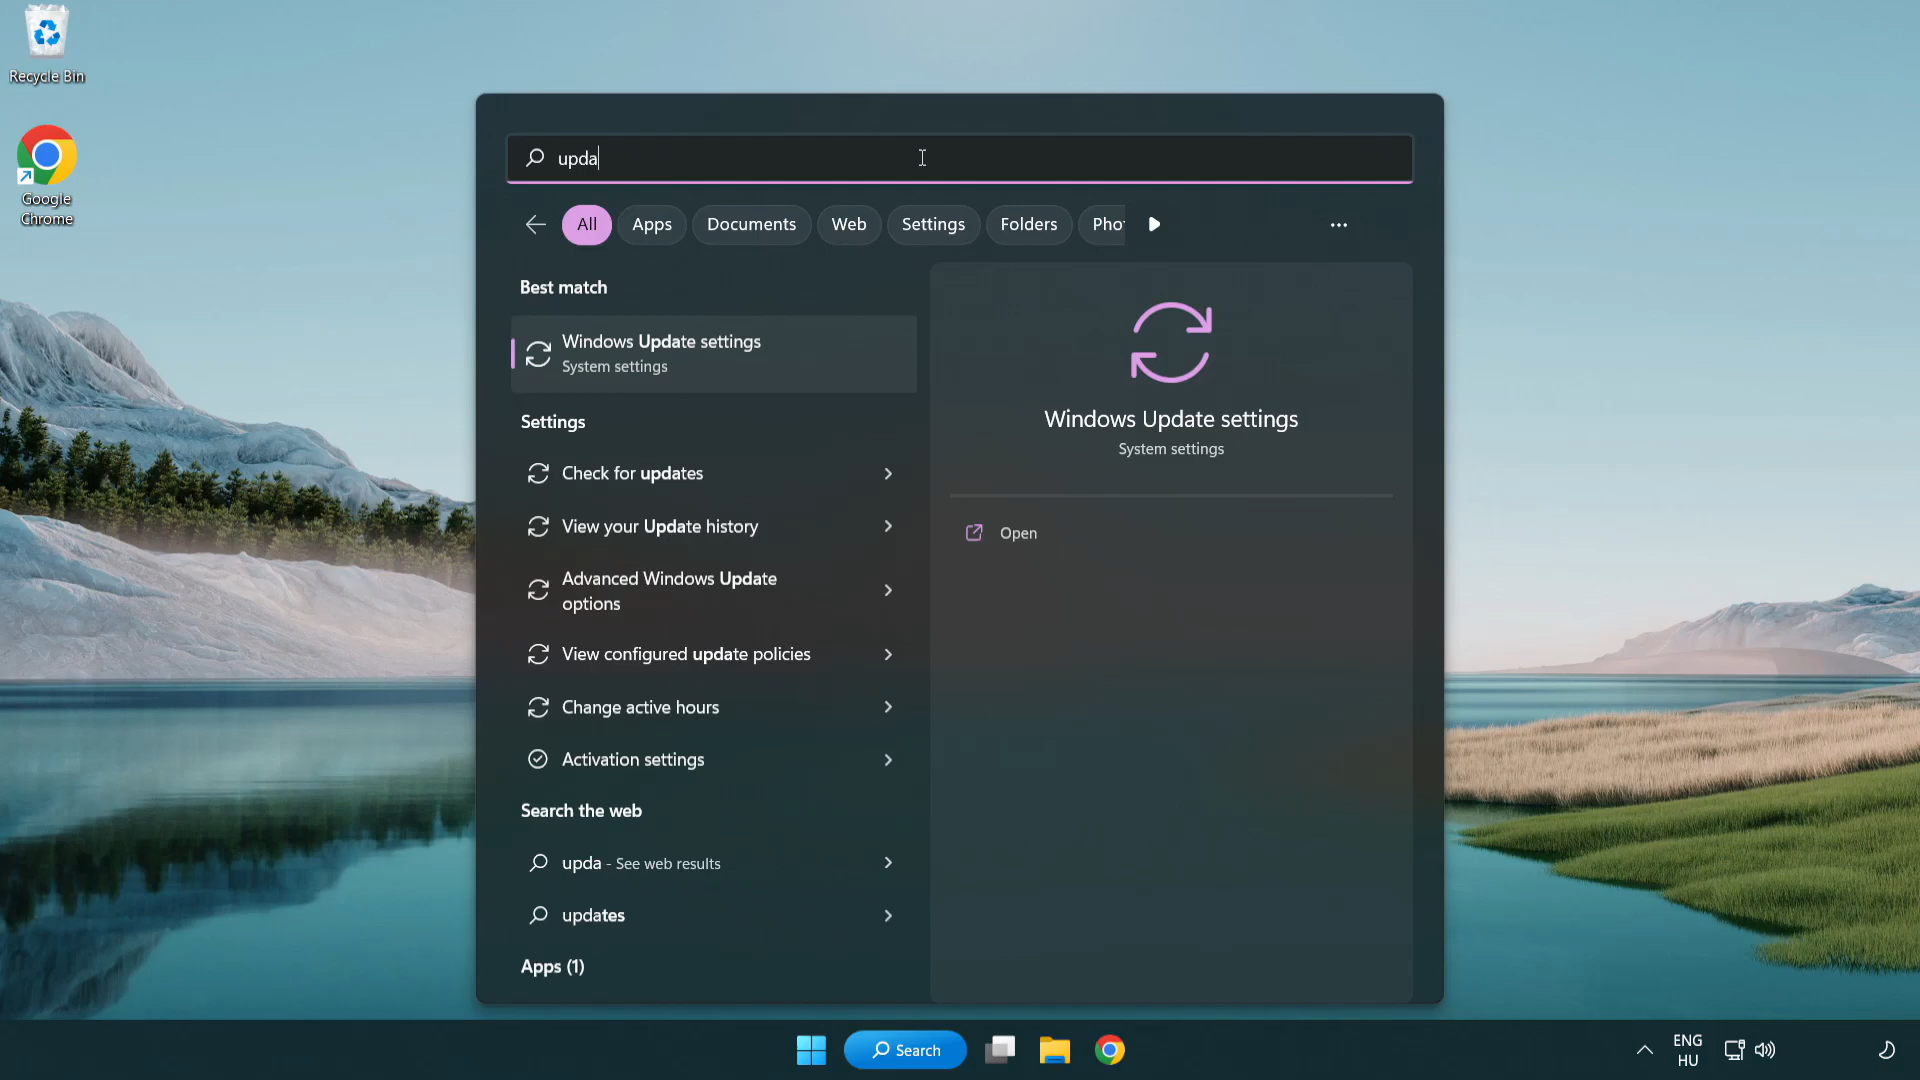 Recycle Bin
Google
Chrome
upda
All Apps Documents Web Settings Folders Pho
Best match
Windows Update settings
System settings
Settings
Check for updates
View your Update history
Advanced Windows Update
options
View configured update policies
Change active hours
Activation settings
Search the web
upda - See web results
updates
Apps (1)
Windows Update settings
System settings
Open
Search
ENG
HU